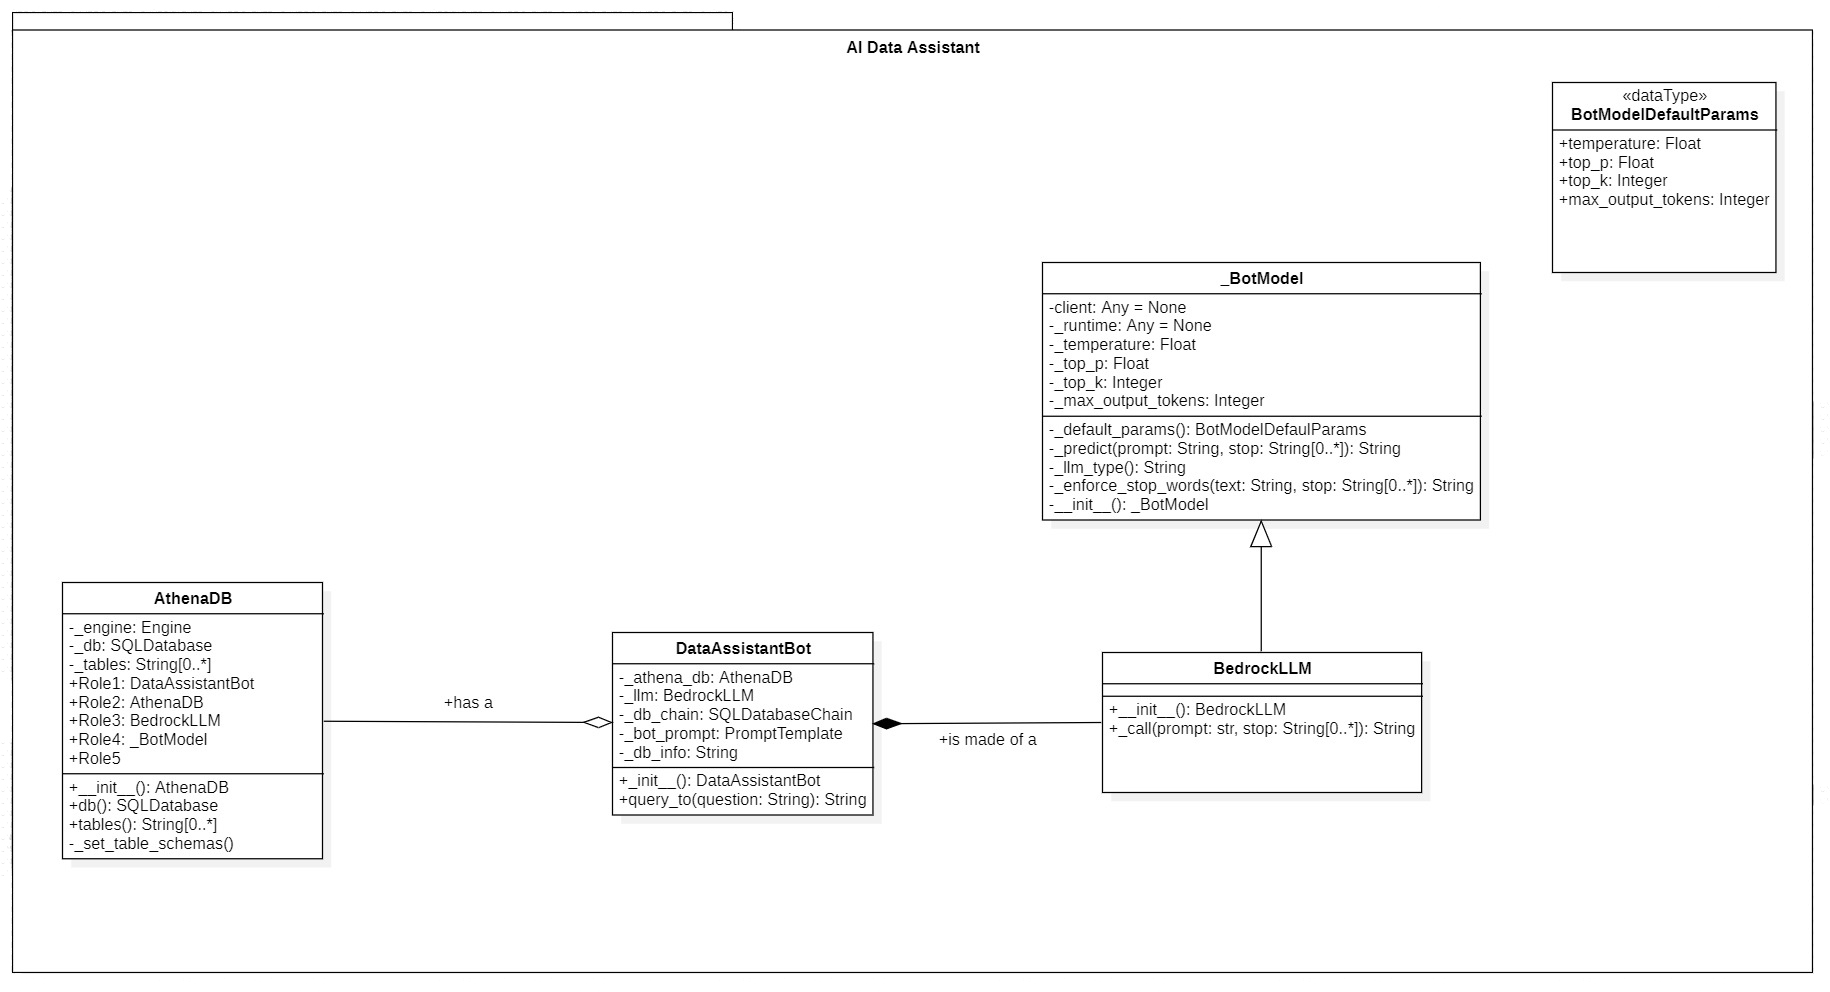 AI Data Assistant
«dataType»
BotModelDefaultParams
+temperature: Float
+top_p: Float
+top_k: Integer
+max_output_tokens: Integer
_BotModel
-client: Any = None
-_runtime: Any = None
-_temperature: Float
-_top_p: Float
-_top_k: Integer
-_max_output_tokens: Integer
-_default_params(): BotModelDefaulParams
-_predict(prompt: String, stop: String[0..*]): String
-_llm_type(): String
-_enforce_stop_words(text: String, stop: String[0..*]): String
-__init__(): _BotModel
AthenaDB
-_engine: Engine
-_db: SQLDatabase
-_tables: String[0..*]
+Role1: DataAssistantBot
+Role2: AthenaDB
+Role3: BedrockLLM
+Role4: _BotModel
+Role5
+__init__(): AthenaDB
+db(): SQLDatabase
+tables(): String[0..*]
-_set_table_schemas()
+has a
DataAssistantBot
-_athena_db: AthenaDB
-_llm: BedrockLLM
-_db_chain: SQLDatabaseChain
-_bot_prompt: PromptTemplate
-_db_info: String
+_init__(): DataAssistantBot
+query_to(question: String): String
+is made of a
BedrockLLM
+__init__(): BedrockLLM
+_call(prompt: str, stop: String[0..*]): String